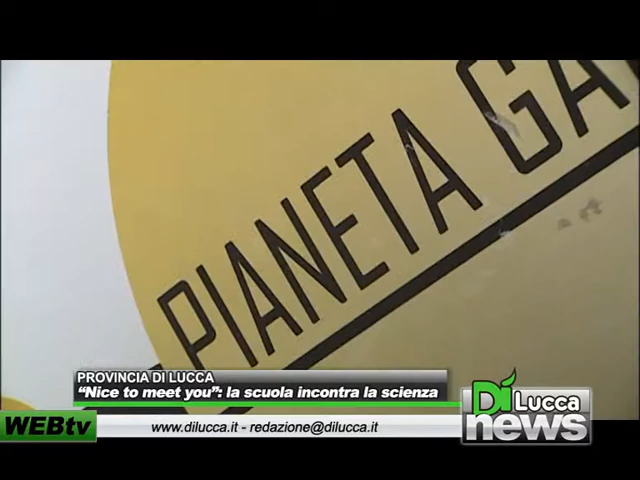 PIANETA GA
PROVINCIA DI LUCCA
“Nice to meet you”: la scuola incontra la scienza
Dì LUCCA
news
WEBtv
www.dilucca.it - redazione@dilucca.it